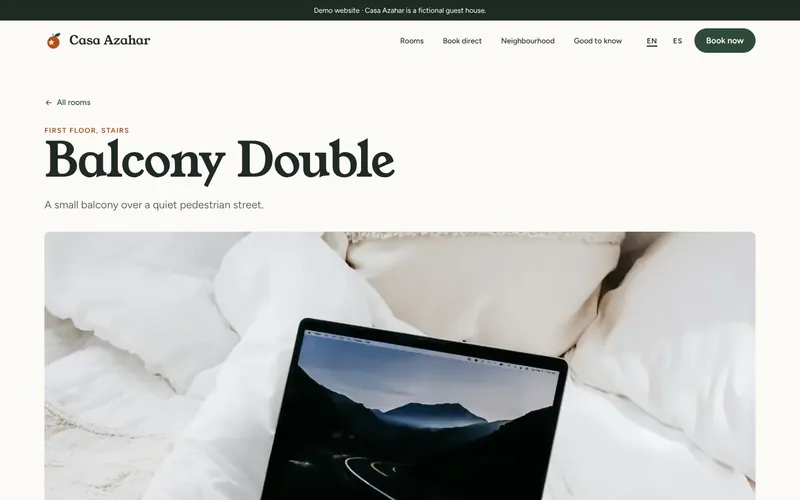 Demo website · Casa Azahar is a fictional guest house.
Casa Azahar
Rooms
Book direct
Neighbourhood
Good to know
EN
ES
Book now
← All rooms
FIRST FLOOR, STAIRS
Balcony Double
A small balcony over a quiet pedestrian street.